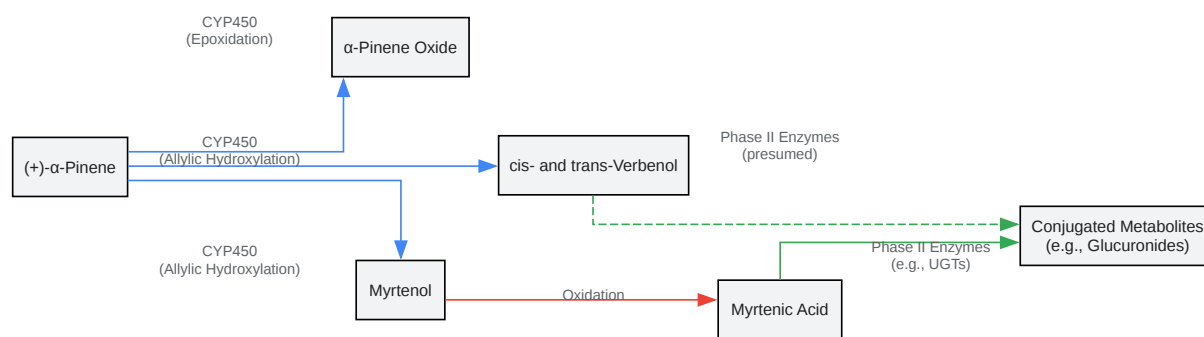 CYP450
(Epoxidation)
α-Pinene Oxide
(+)-α-Pinene
CYP450
(Allylic Hydroxylation)
cis- and trans-Verbenol
Phase II Enzymes
(presumed)
Conjugated Metabolites
(e.g., Glucuronides)
CYP450
(Allylic Hydroxylation)
Myrtenol
Oxidation
Myrtenic Acid
Phase II Enzymes
(e.g., UGTs)